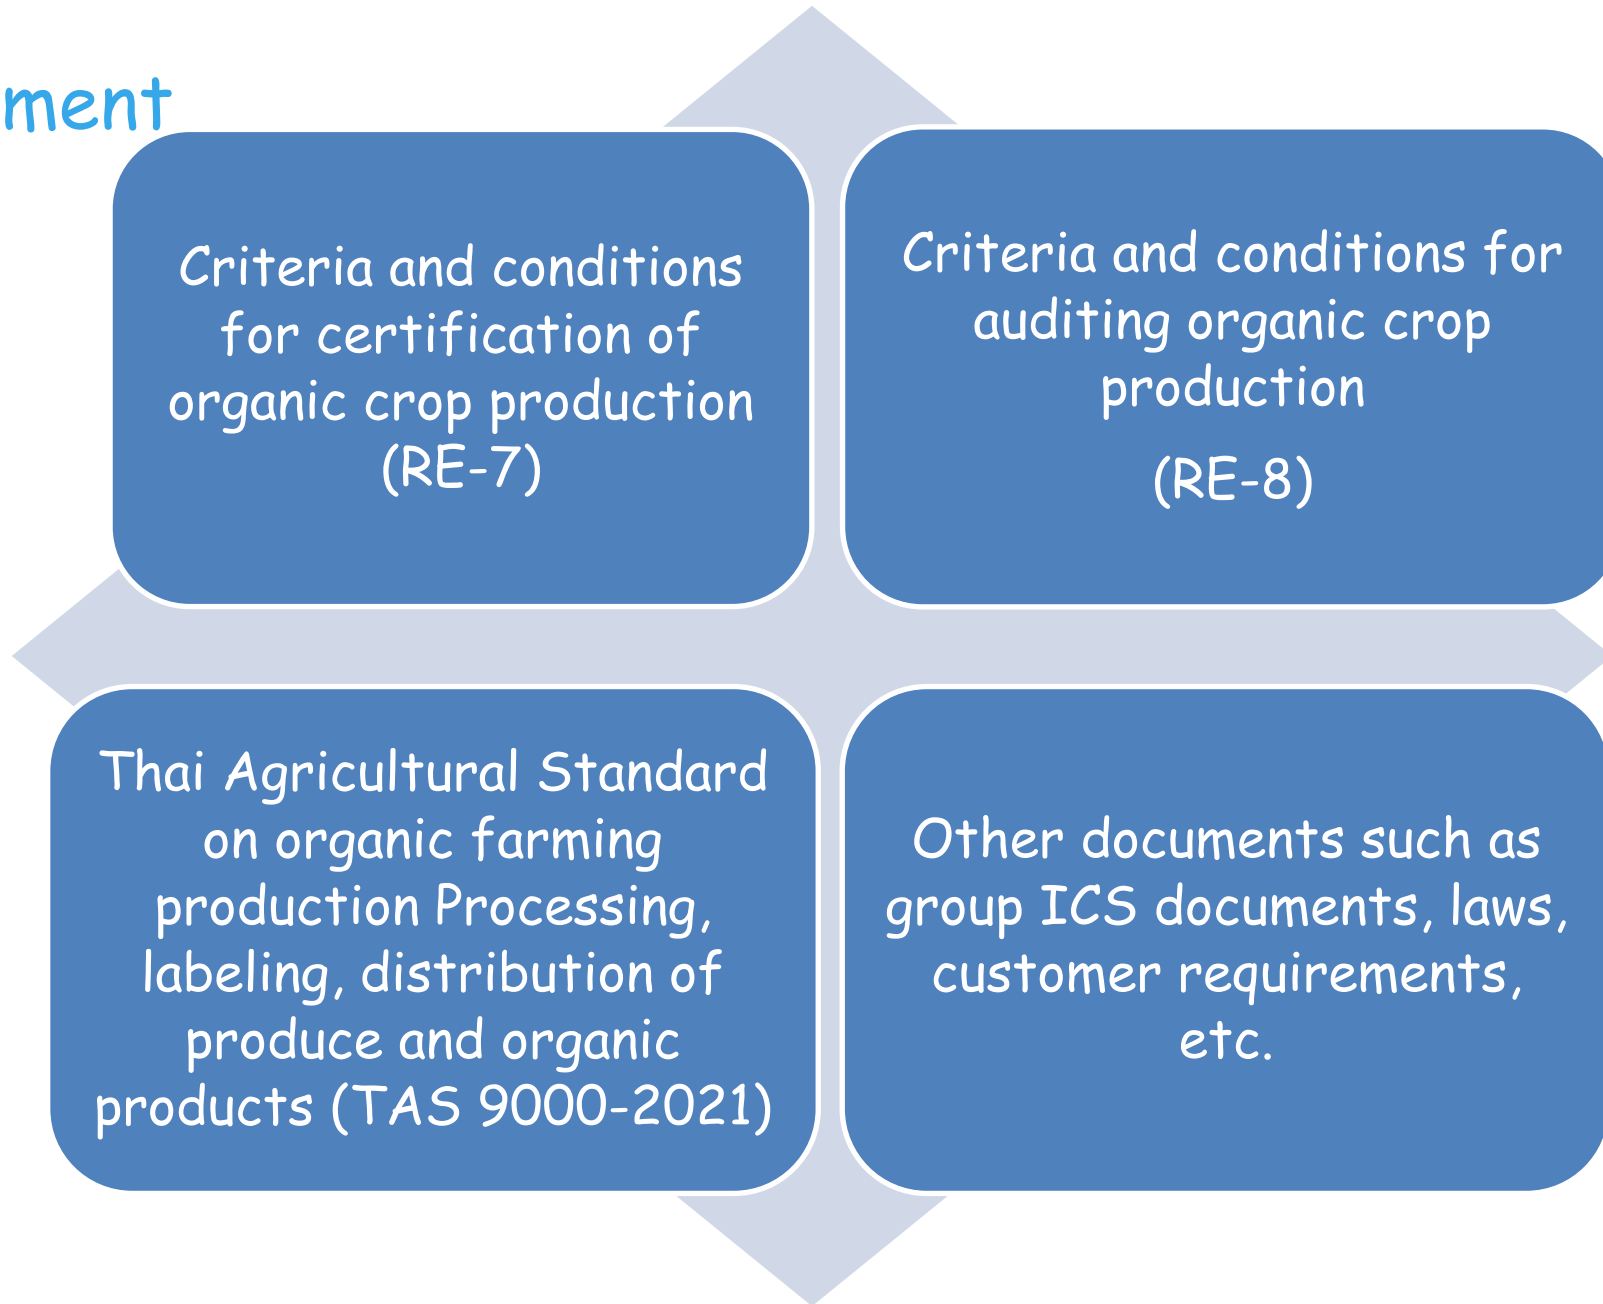 ment
Criteria and conditions
for certification of
organic crop production
(RE-7)
Criteria and conditions for
auditing organic crop
production
(RE-8)
Thai Agricultural Standard
on organic farming
production Processing,
labeling, distribution of
produce and organic
products (TAS 9000-2021)
Other documents such as
group ICS documents, laws,
customer requirements,
etc.